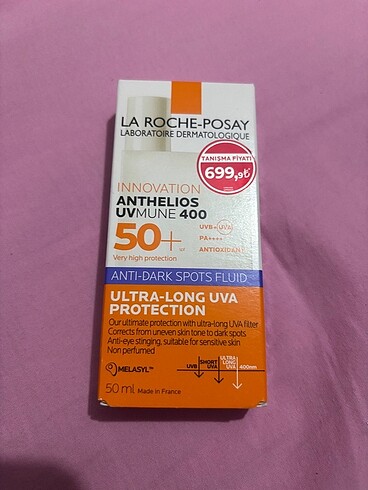 LA ROCHE-POSAY
LABORATOIRE DERMATOLOGIQUE
TANIŞMA FİYATI
699,90₺
INNOVATION
ANTHELIOS
UVMUNE 400
50+
SPF
Very high protection
UVB+UVA
PA++++
ANTIOXIDANT
ANTI-DARK SPOTS FLUID
ULTRA-LONG UVA
PROTECTION
Our ultimate protection with ultra-long UVA filter
Corrects from uneven skin tone to dark spots
Anti-eye stinging, suitable for sensitive skin
Non perfumed
MELASYL™
UVB
SHORT
UVA
ULTRA-
LONG
UVA
400nm
50 ml Made in France